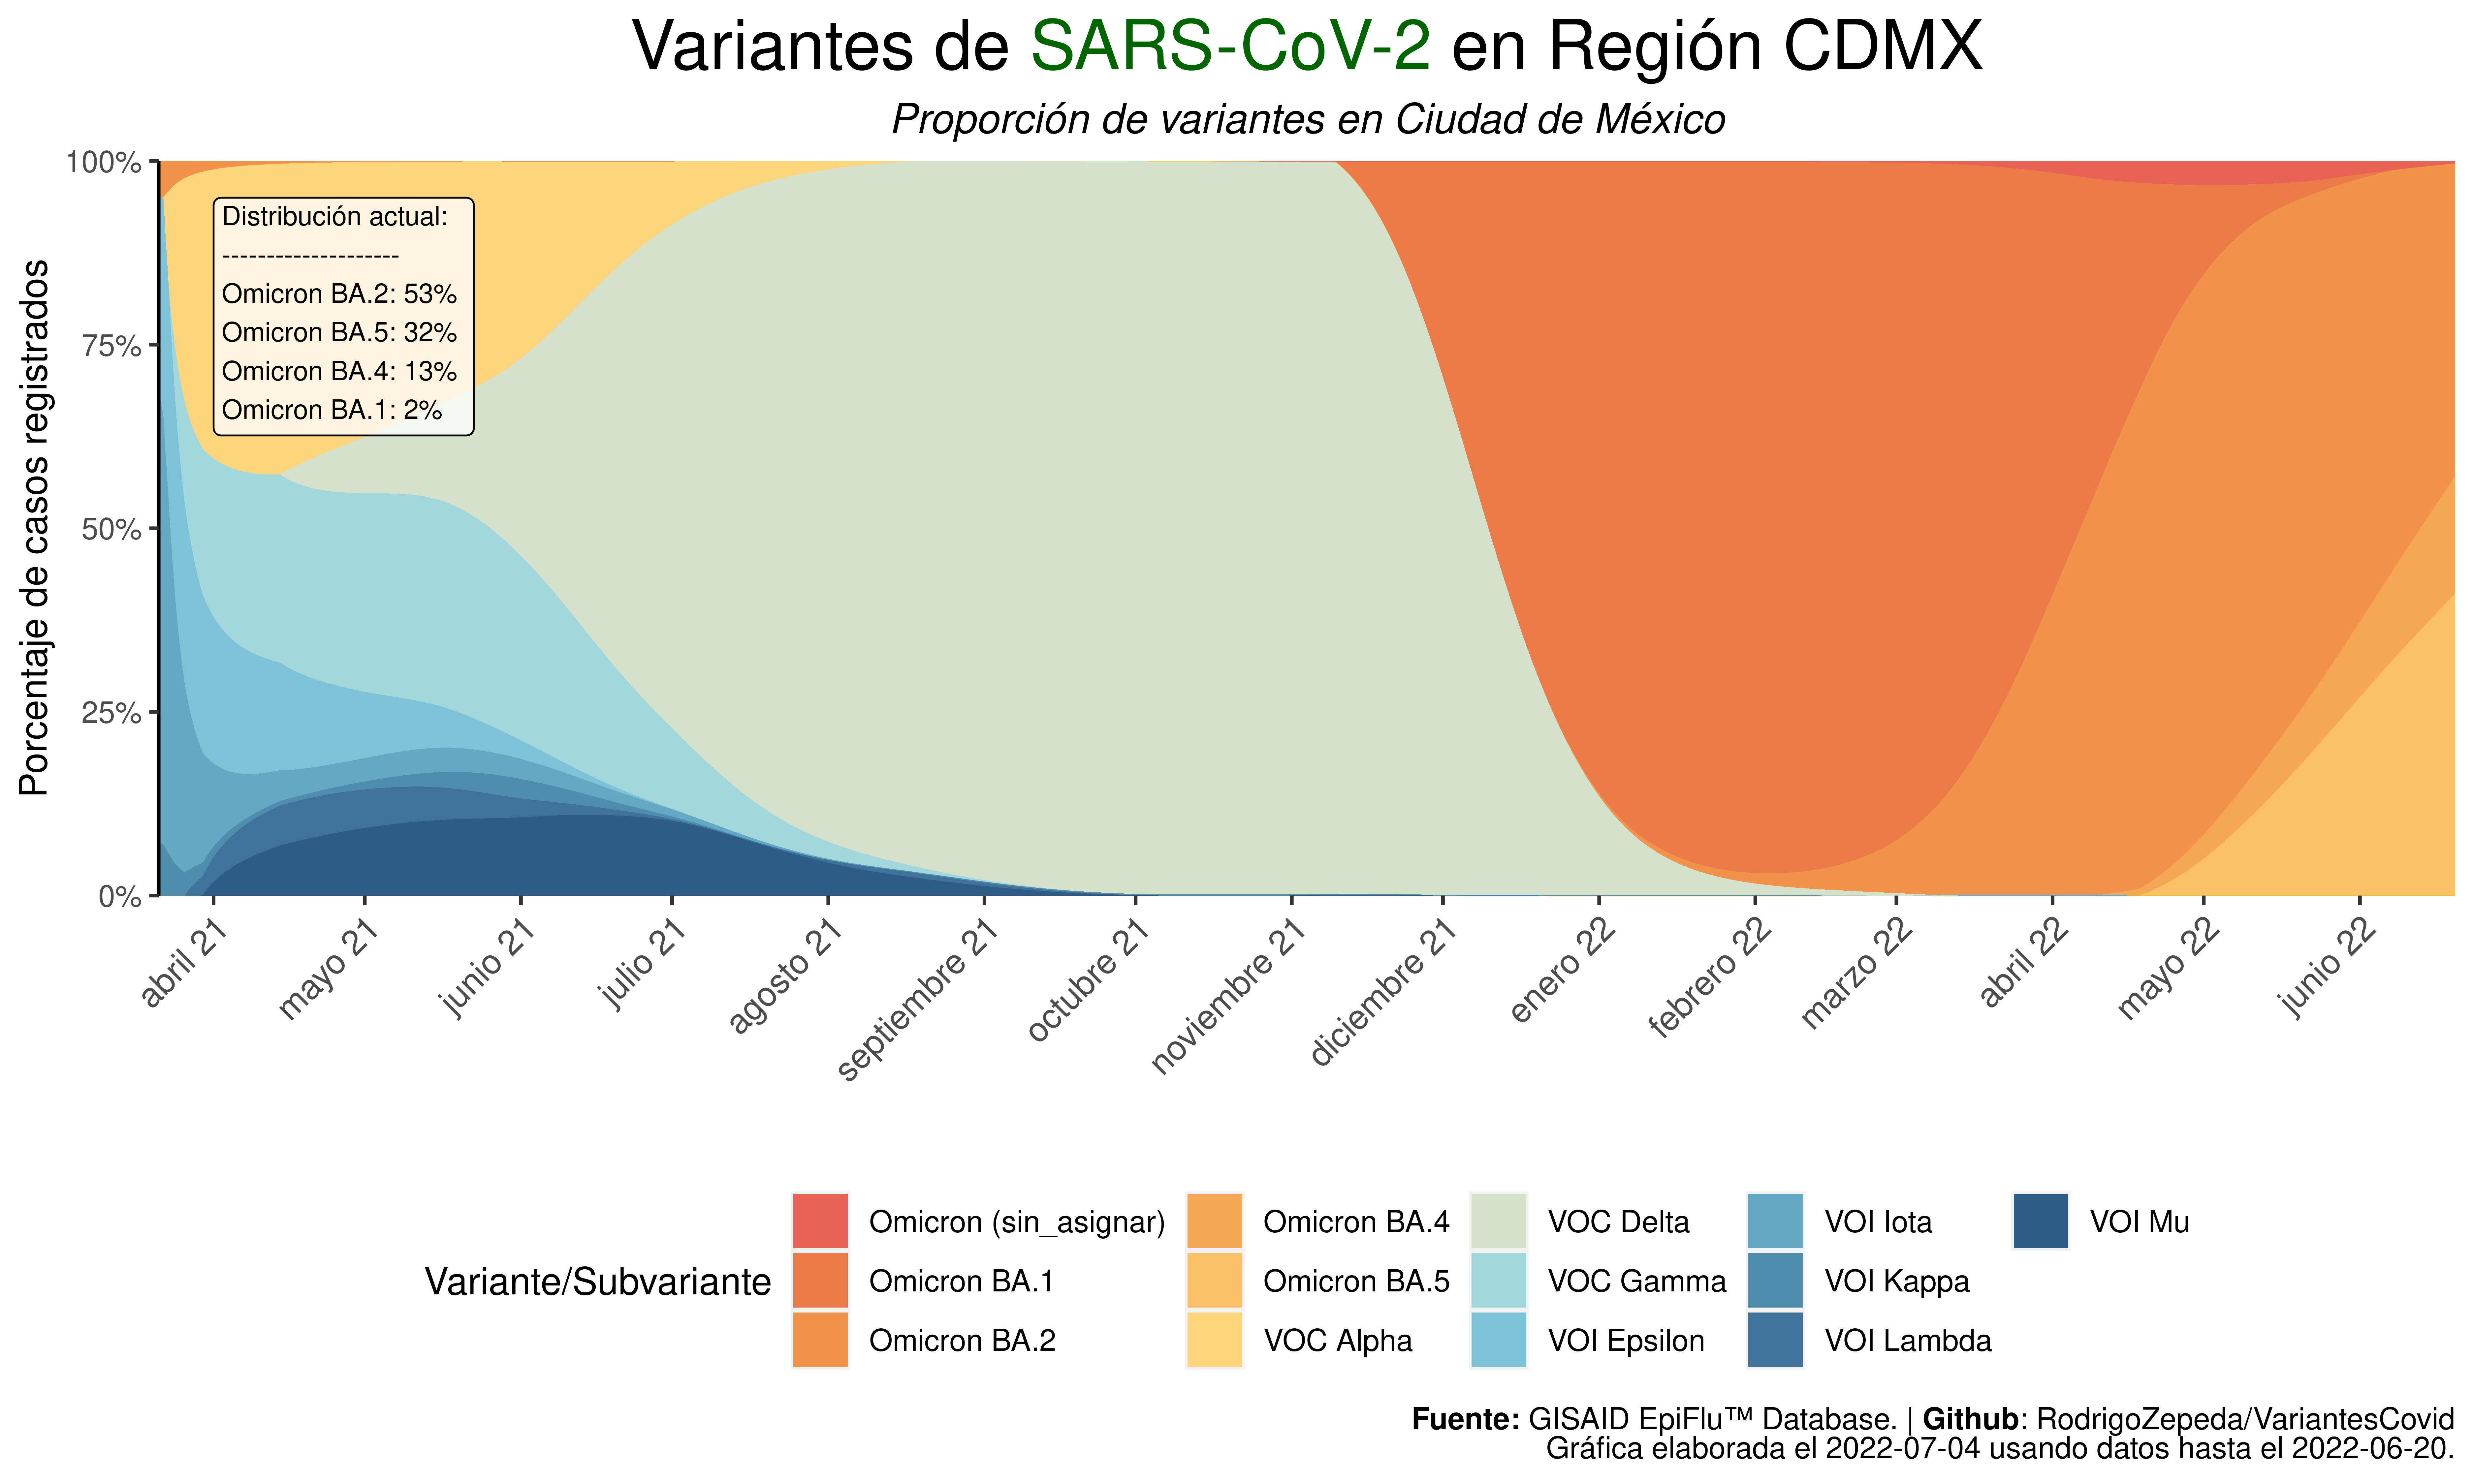 Variantes de SARS-CoV-2 en Región CDMX
Proporción de variantes en Ciudad de México
Porcentaje de casos registrados
100%
75%
50%
25%
0%
Distribución actual:
--------------------
Omicron BA.2: 53%
Omicron BA.5: 32%
Omicron BA.4: 13%
Omicron BA.1: 2%
abril 21
mayo 21
junio 21
julio 21
agosto 21
septiembre 21
octubre 21
noviembre 21
diciembre 21
enero 22
febrero 22
marzo 22
abril 22
mayo 22
junio 22
Variante/Subvariante
Omicron (sin_asignar)
Omicron BA.1
Omicron BA.2
Omicron BA.4
Omicron BA.5
VOC Alpha
VOC Delta
VOC Gamma
VOI Epsilon
VOI Iota
VOI Kappa
VOI Lambda
VOI Mu
Fuente: GISAID EpiFlu™ Database. | Github: RodrigoZepeda/VariantesCovid
Gráfica elaborada el 2022-07-04 usando datos hasta el 2022-06-20.